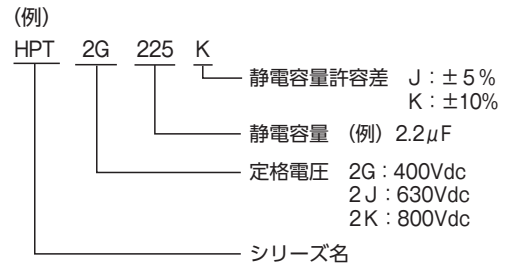 (例)
HPT 2G 225 K
静電容量許容差 J:±5%
K:±10%
静電容量 (例) 2.2μF
定格電圧 2G:400Vdc
2J:630Vdc
2K:800Vdc
シリーズ名